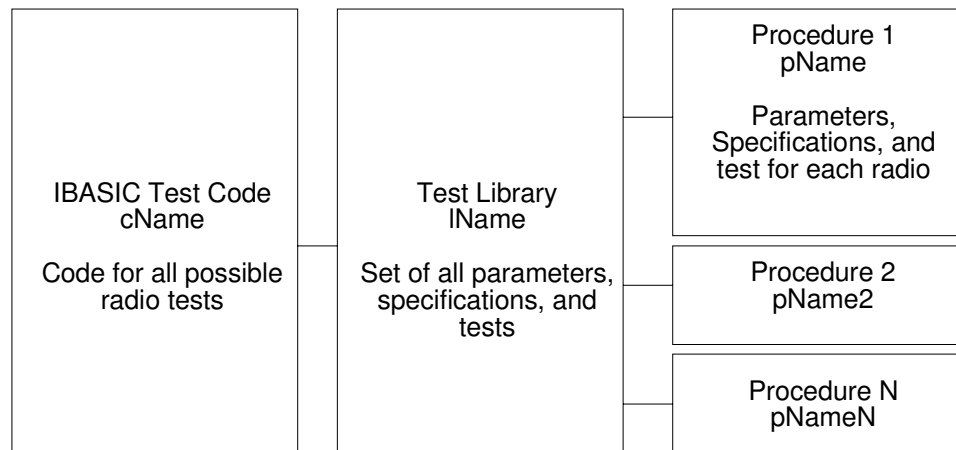 IBASIC Test Code
cName
Code for all possible
radio tests
Test Library
lName
Set of all parameters,
specifications, and
tests
Procedure 1
pName
Parameters,
Specifications, and
test for each radio
Procedure 2
pName2
Procedure N
pNameN